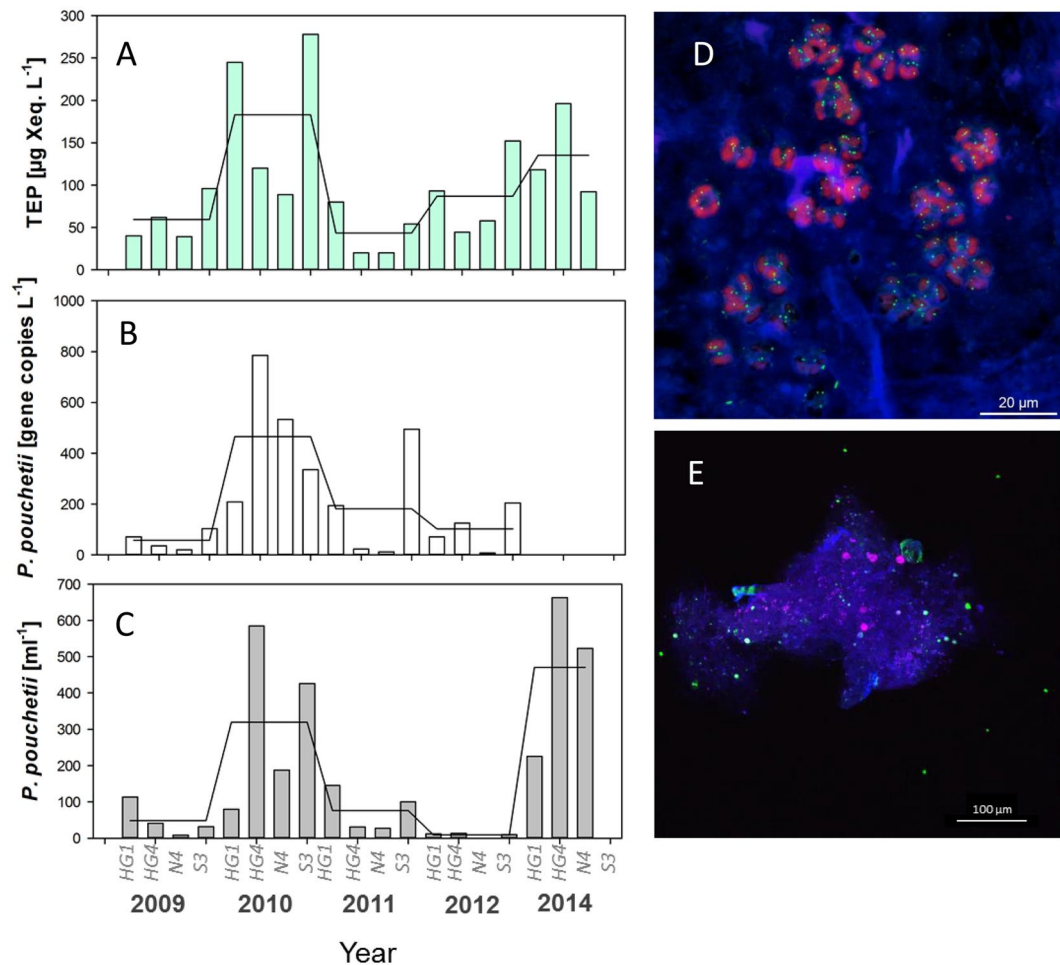 A
TEP [µg Xeq. L-1]
300
250
200
150
100
50
0
B
P. pouchetii [gene copies L-1]
1000
800
600
400
200
0
C
P. pouchetii [ml-1]
700
600
500
400
300
200
100
0
HG1 HG4 N4 S3 HG1 HG4 N4 S3 HG1 HG4 N4 S3 HG1 HG4 N4 S3 HG1 HG4 N4 S3
2009 2010 2011 2012 2014
Year
D
20 µm
E
100 µm